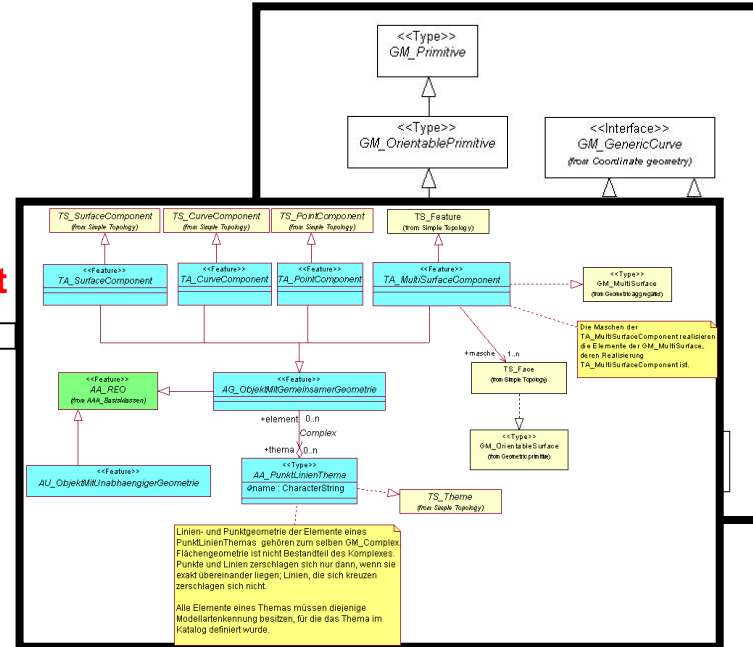 <<Type>>
GM_Primitive
<<Type>>
GM_OrientablePrimitive
<<Interface>>
GM_GenericCurve
(from Coordinate geometry)
t
TS_SurfaceComponent
(from Simple Topology)
TS_CurveComponent
(from Simple Topology)
TS_PointComponent
(from Simple Topology)
TS_Feature
(from Simple Topology)
<<Feature>>
TA_SurfaceComponent
<<Feature>>
TA_CurveComponent
<<Feature>>
TA_PointComponent
<<Feature>>
TA_MultiSurfaceComponent
<<Type>>
GM_MultiSurface
(from Geometric aggregates)
Die Maschen der
TA_MultiSurfaceComponent realisieren
die Elemente der GM_MultiSurface,
deren Realisierung
TA_MultiSurfaceComponent ist.
+masche
1..n
TS_Face
(from Simple Topology)
<<Feature>>
AA_REO
(from AAA_Basisklassen)
<<Feature>>
AG_ObjektMitGemeinsamerGeometrie
+element
0..n
Complex
+thema
0..n
<<Type>>
GM_OrientableSurface
(from Geometric primitive)
<<Feature>>
AU_ObjektMitUnabhaengigerGeometrie
<<Type>>
AA_PunktLinienThema
name : CharacterString
TS_Theme
(from Simple Topology)
Linien- und Punktgeometrie der Elemente eines
PunktLinienThemas gehören zum selben GM_Complex.
Flächengeometrie ist nicht Bestandteil des Komplexes.
Punkte und Linien zerschlagen sich nur dann, wenn sie
exakt übereinander liegen; Linien, die sich kreuzen
zerschlagen sich nicht.
Alle Elemente eines Themas müssen diejenige
Modellartenkennung besitzen, für die das Thema im
Katalog definiert wurde.